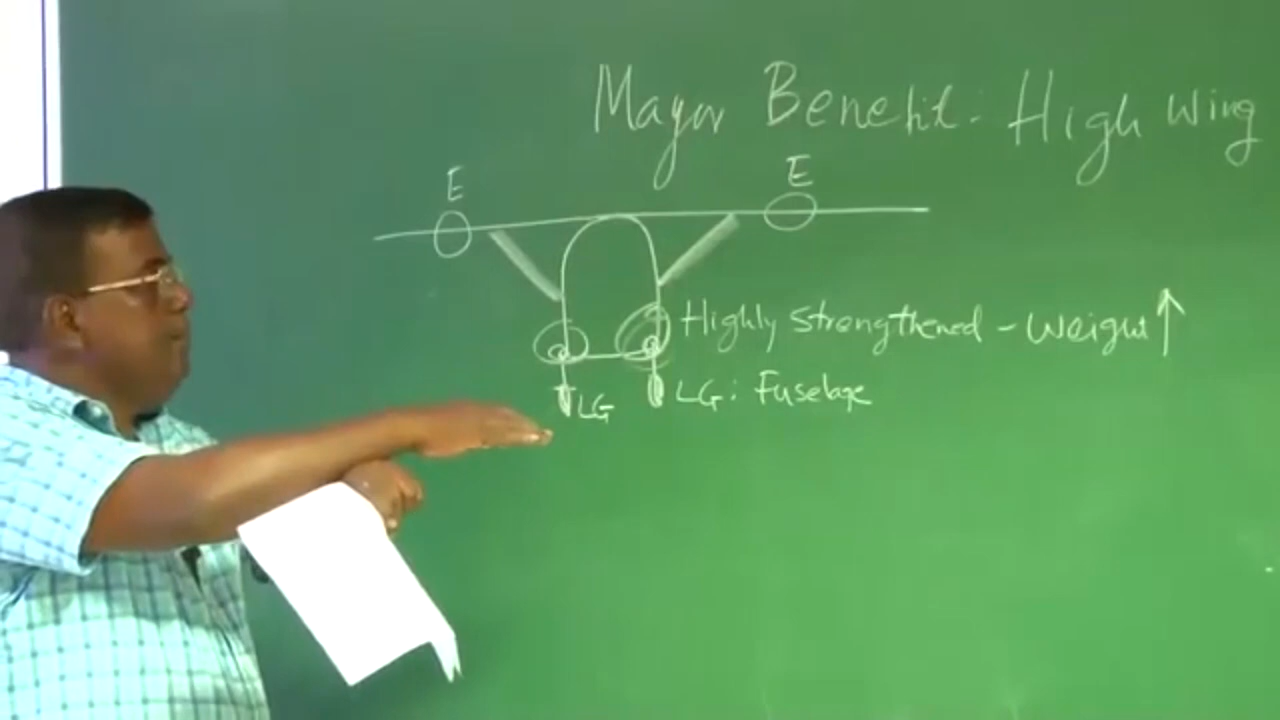 Major Benefit: High Wing
E
E
Highly strengthened - Weight ↑
LG
LG: Fuselage